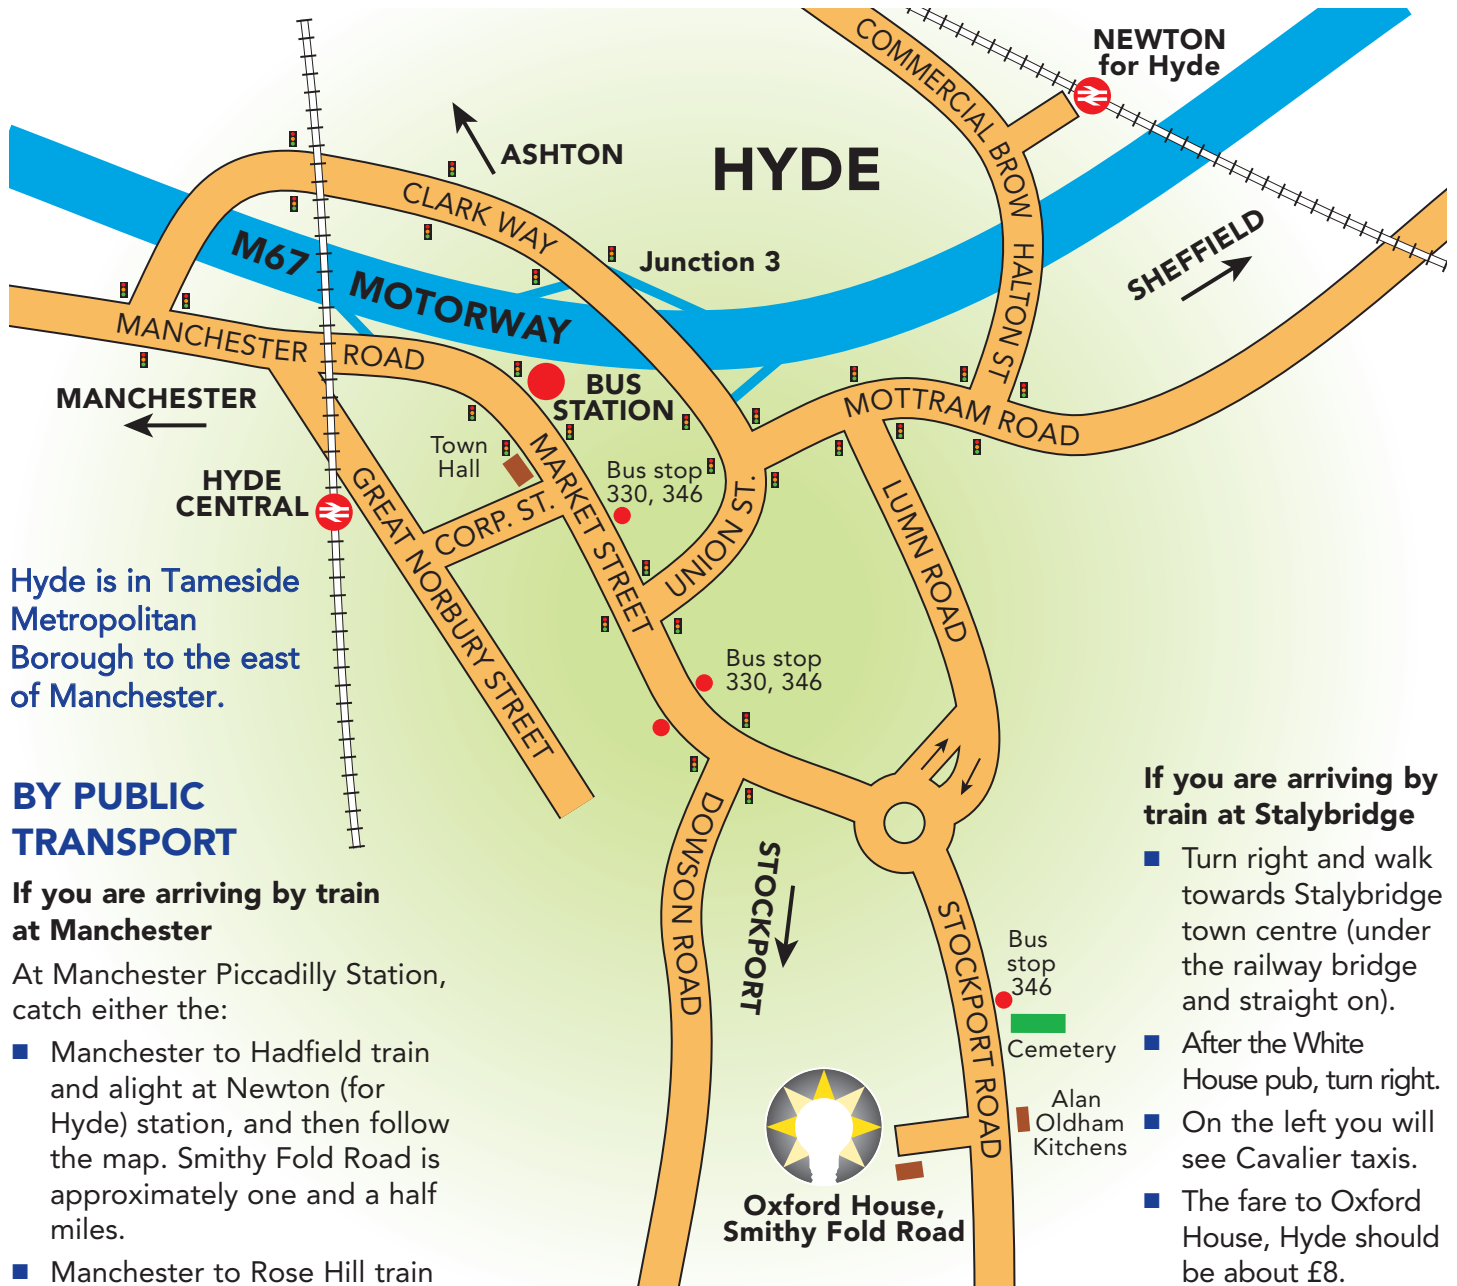 COMMERCIAL BROW
NEWTON
for Hyde
ASHTON
HYDE
CLARK WAY
M67 MOTORWAY
Junction 3
HALTON ST
SHEFFIELD
MANCHESTER ROAD
MANCHESTER
BUS
STATION
MOTTRAM ROAD
Town
Hall
HYDE
CENTRAL
MARKET STREET
Bus stop
330, 346
GREAT NORBURY STREET
CORP. ST.
UNION ST.
LUMN ROAD
Bus stop
330, 346
DOWSON ROAD
STOCKPORT
STOCKPORT ROAD
Bus
stop
346
Cemetery
Alan
Oldham
Kitchens
Oxford House,
Smithy Fold Road
Hyde is in Tameside
Metropolitan
Borough to the east
of Manchester.
BY PUBLIC
TRANSPORT
If you are arriving by train
at Manchester
At Manchester Piccadilly Station,
catch either the:
■ Manchester to Hadfield train
and alight at Newton (for
Hyde) station, and then follow
the map. Smithy Fold Road is
approximately one and a half
miles.
■ Manchester to Rose Hill train
If you are arriving by
train at Stalybridge
■ Turn right and walk
towards Stalybridge
town centre (under
the railway bridge
and straight on).
■ After the White
House pub, turn right.
■ On the left you will
see Cavalier taxis.
■ The fare to Oxford
House, Hyde should
be about £8.